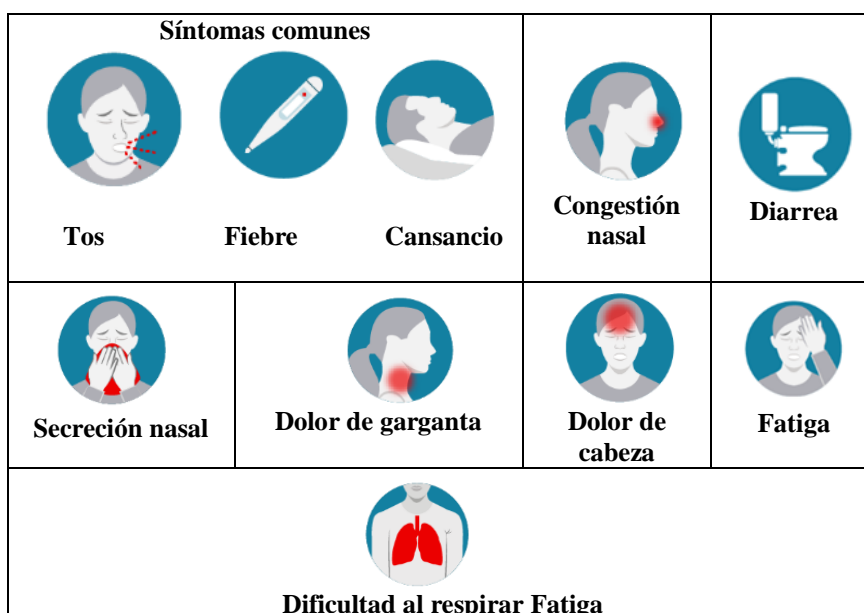 Síntomas comunes
Tos Fiebre Cansancio
Congestión
nasal
Diarrea
Secreción nasal
Dolor de garganta
Dolor de
cabeza
Fatiga
Dificultad al respirar Fatiga